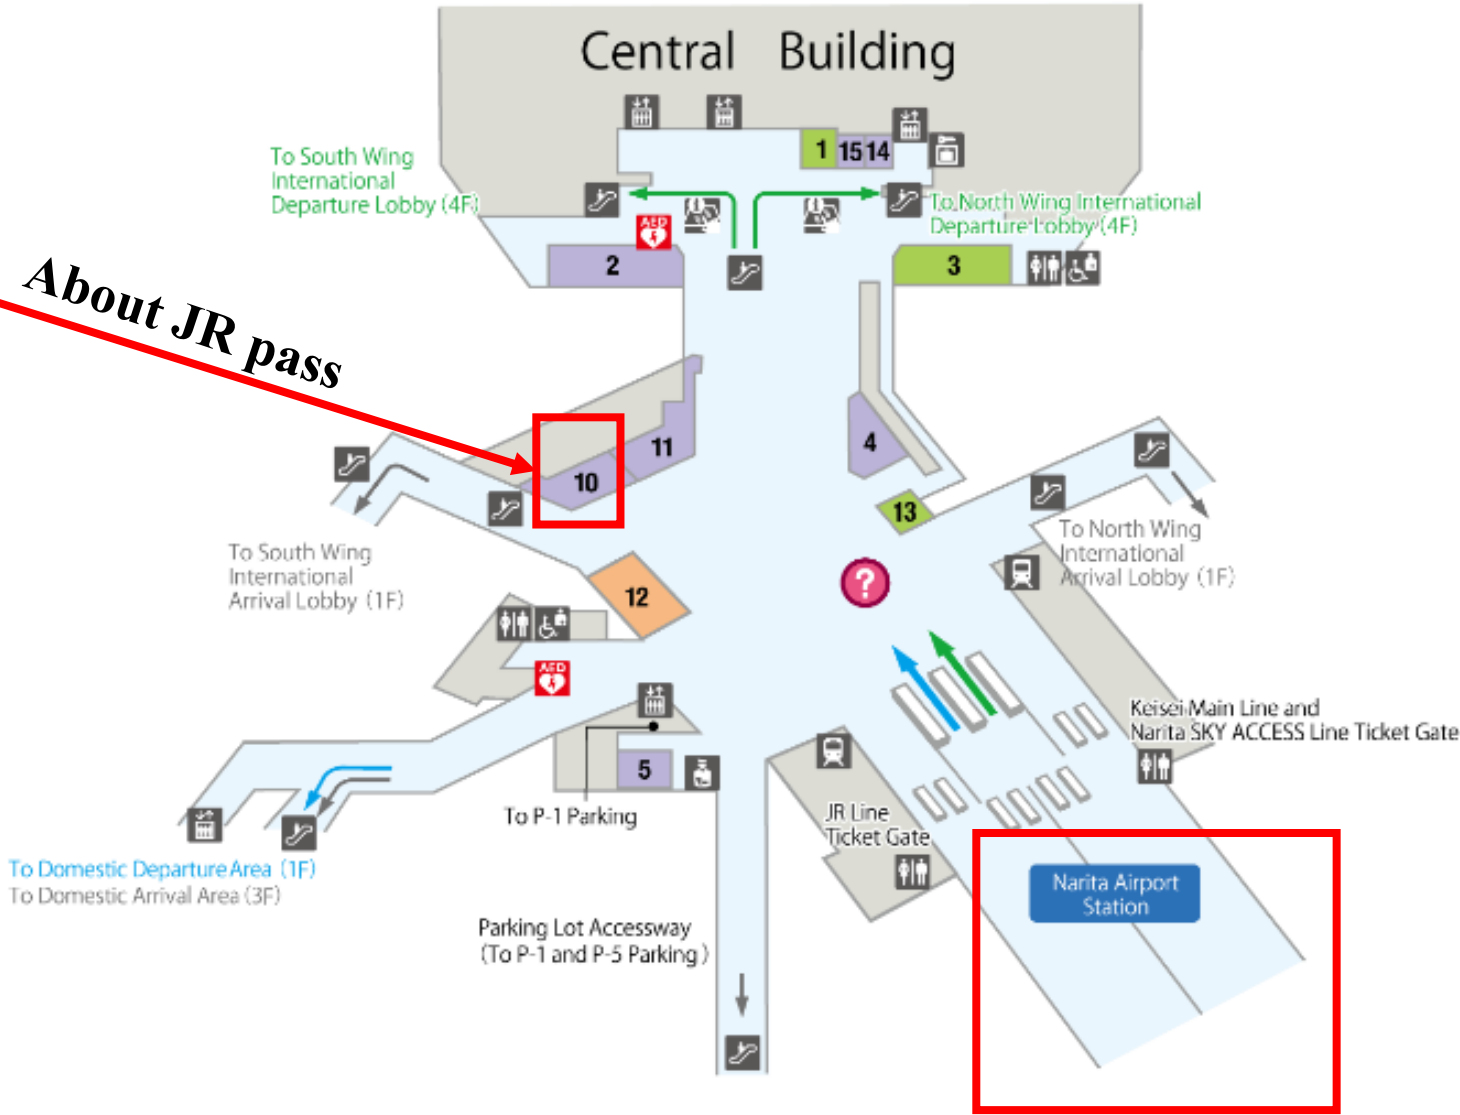 Central Building
1
15
14
To South Wing
International
Departure Lobby (4F)
To North Wing International
Departure Lobby (4F)
AED
2
3
About JR pass
11
10
4
13
To South Wing
International
Arrival Lobby (1F)
To North Wing
International
Arrival Lobby (1F)
?
12
AED
Keisei Main Line and
Narita SKY ACCESS Line Ticket Gate
5
To P-1 Parking
JR Line
Ticket Gate
To Domestic Departure Area (1F)
To Domestic Arrival Area (3F)
Narita Airport
Station
Parking Lot Accessway
(To P-1 and P-5 Parking)